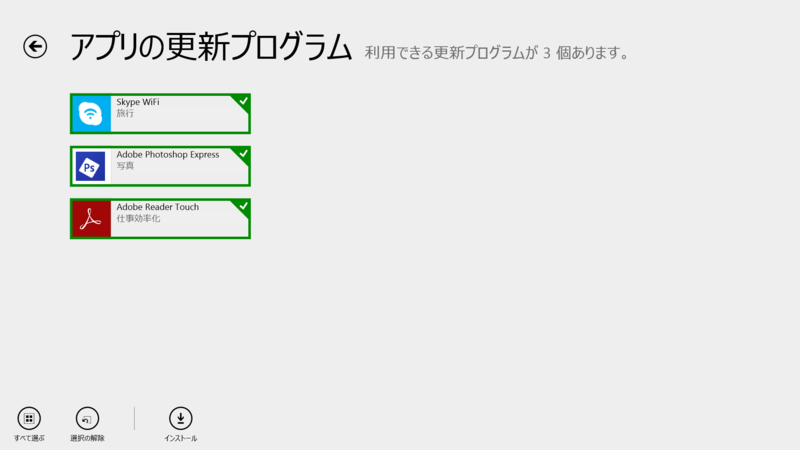 アプリの更新プログラム 利用できる更新プログラムが 3 個あります。
Skype WiFi
旅行
Ps
Adobe Photoshop Express
写真
Adobe Reader Touch
仕事効率化
すべて選ぶ
選択の解除
インストール